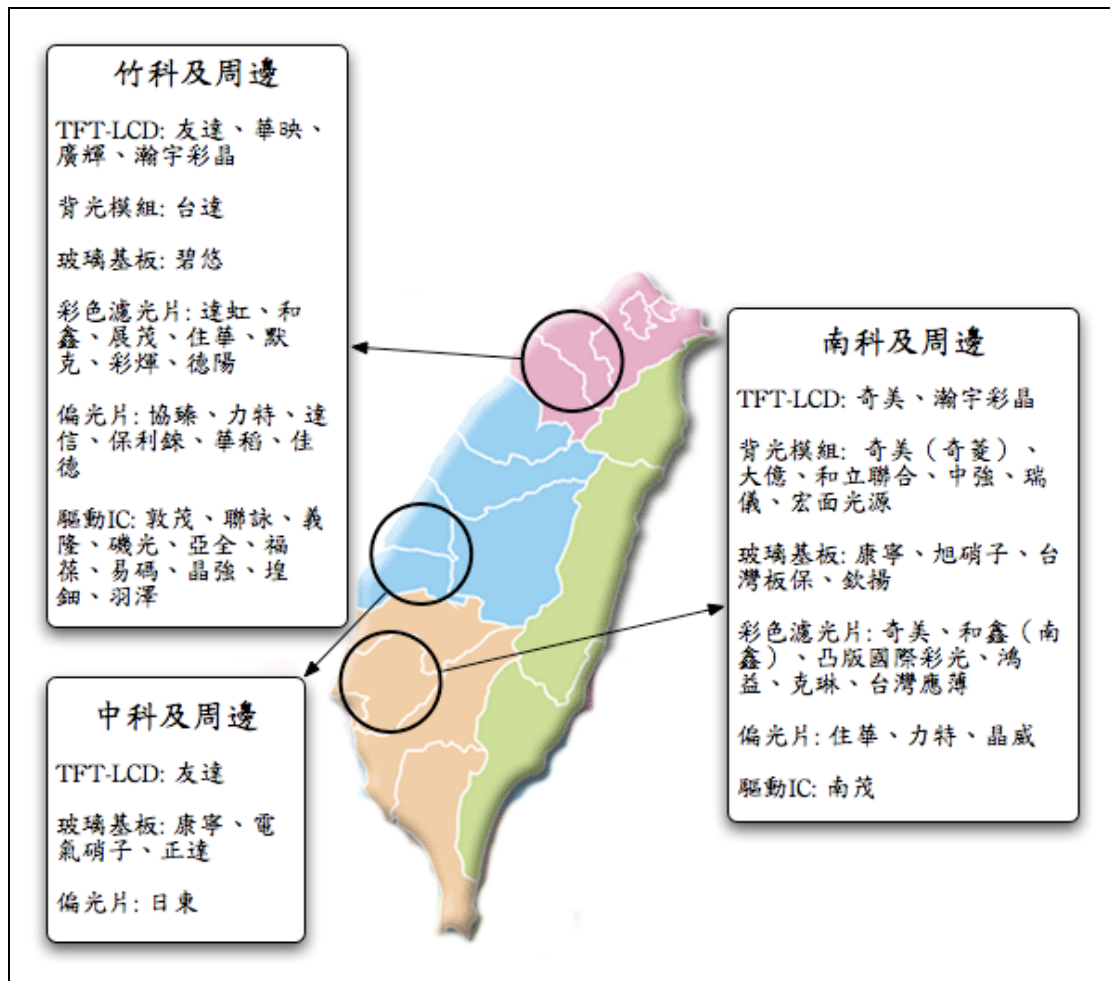 竹科及周邊
TFT-LCD: 友達、華映、
廣輝、瀚宇彩晶
背光模組: 台達
玻璃基板: 碧悠
彩色濾光片: 達虹、和
鑫、展茂、住華、默
克、彩煇、德陽
偏光片: 協臻、力特、達
信、保利錸、華稻、佳
德
驅動IC: 敦茂、聯詠、義
隆、磯光、亞全、福
葆、易碼、晶強、堭
鈿、羽澤
中科及周邊
TFT-LCD: 友達
玻璃基板: 康寧、電
氣硝子、正達
偏光片: 日東
南科及周邊
TFT-LCD: 奇美、瀚宇彩晶
背光模組: 奇美（奇菱）、
大億、和立聯合、中強、瑞
儀、宏面光源
玻璃基板: 康寧、旭硝子、台
灣板保、欽揚
彩色濾光片: 奇美、和鑫（南
鑫）、凸版國際彩光、鴻
益、克琳、台灣應薄
偏光片: 住華、力特、晶威
驅動IC: 南茂